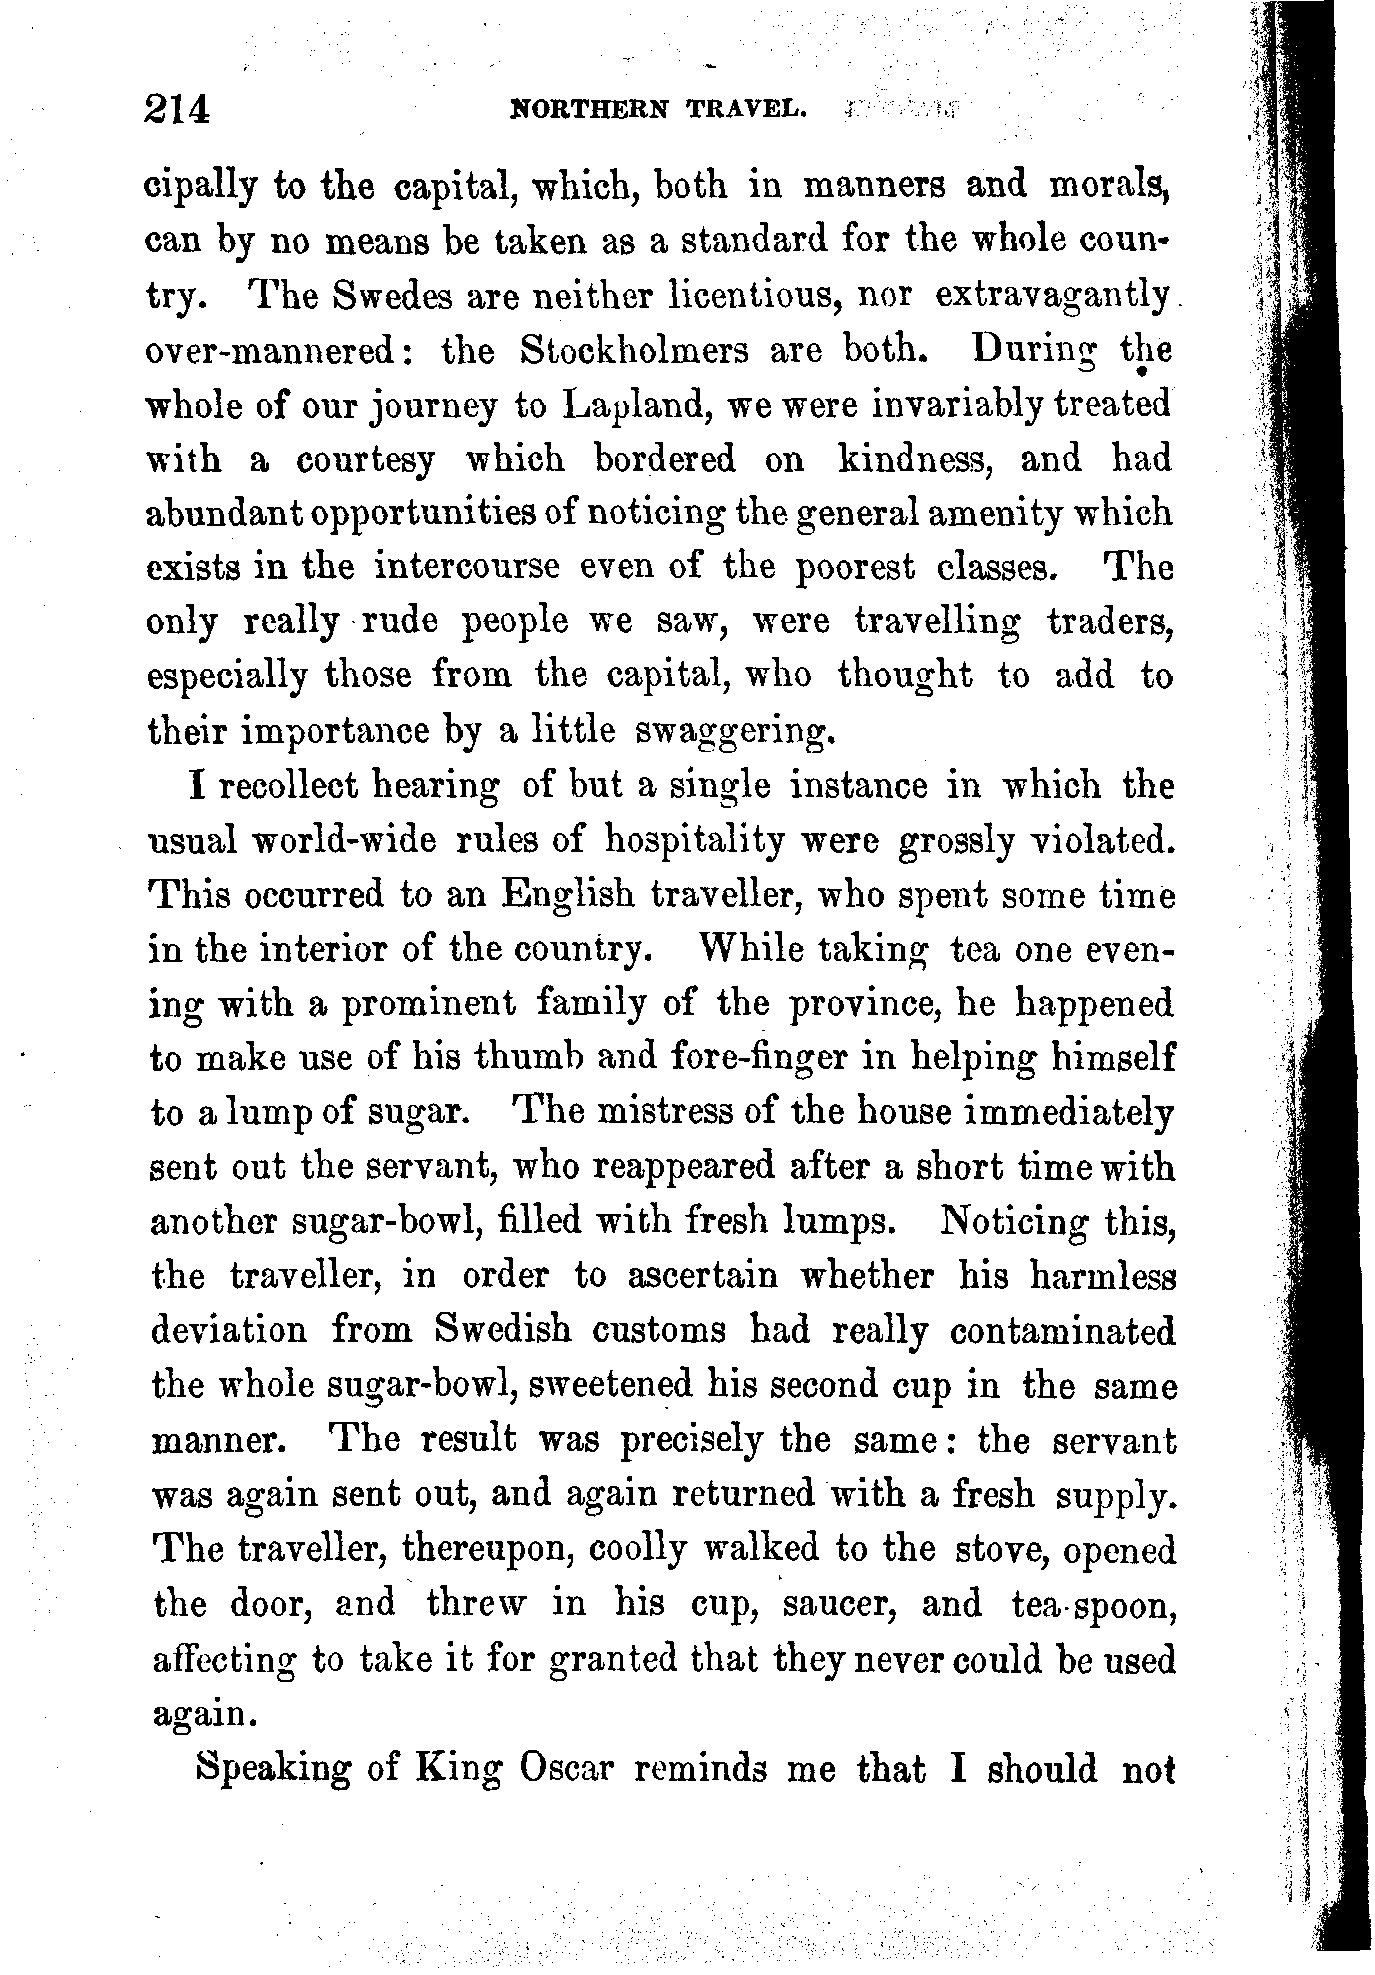 214 NORTHERN TRAVEL.
cipally to the capital, which, both in manners and morals,
can by no means be taken as a standard for the whole coun-
try. The Swedes are neither licentious, nor extravagantly
over-mannered: the Stockholmers are both. During the
whole of our journey to Lapland, we were invariably treated
with a courtesy which bordered on kindness, and had
abundant opportunities of noticing the general amenity which
exists in the intercourse even of the poorest classes. The
only really rude people we saw, were travelling traders,
especially those from the capital, who thought to add to
their importance by a little swaggering.
I recollect hearing of but a single instance in which the
usual world-wide rules of hospitality were grossly violated.
This occurred to an English traveller, who spent some time
in the interior of the country. While taking tea one even-
ing with a prominent family of the province, he happened
to make use of his thumb and fore-finger in helping himself
to a lump of sugar. The mistress of the house immediately
sent out the servant, who reappeared after a short time with
another sugar-bowl, filled with fresh lumps. Noticing this,
the traveller, in order to ascertain whether his harmless
deviation from Swedish customs had really contaminated
the whole sugar-bowl, sweetened his second cup in the same
manner. The result was precisely the same: the servant
was again sent out, and again returned with a fresh supply.
The traveller, thereupon, coolly walked to the stove, opened
the door, and threw in his cup, saucer, and tea-spoon,
affecting to take it for granted that they never could be used
again.
Speaking of King Oscar reminds me that I should not